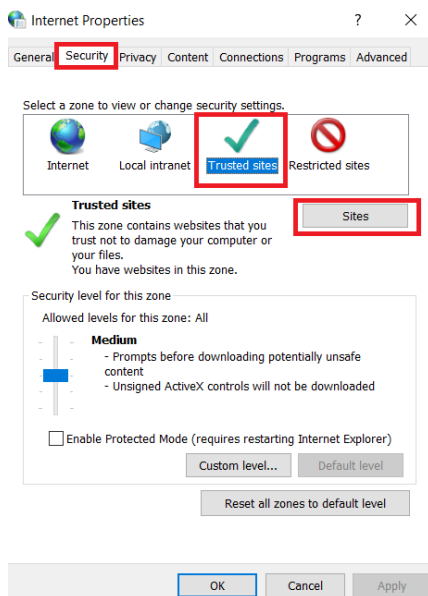 Internet Properties
? ×
General Security Privacy Content Connections Programs Advanced
Select a zone to view or change security settings.
Internet Local intranet Trusted sites Restricted sites
Trusted sites
Sites
This zone contains websites that you
trust not to damage your computer or
your files.
You have websites in this zone.
Security level for this zone
Allowed levels for this zone: All
Medium
- Prompts before downloading potentially unsafe
content
- Unsigned ActiveX controls will not be downloaded
Enable Protected Mode (requires restarting Internet Explorer)
Custom level... Default level
Reset all zones to default level
OK Cancel Apply